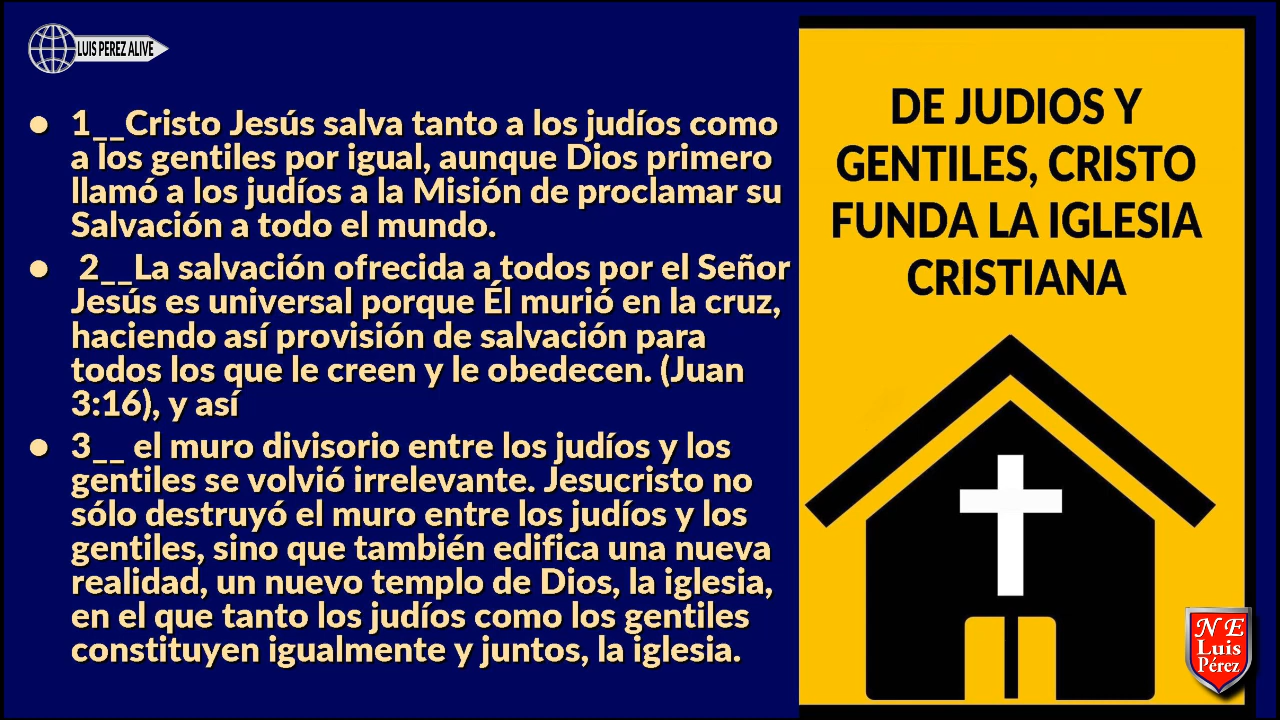 LUIS PEREZ ALIVE
• 1__Cristo Jesús salva tanto a los judíos como
a los gentiles por igual, aunque Dios primero
llamó a los judíos a la Misión de proclamar su
Salvación a todo el mundo.
• 2__La salvación ofrecida a todos por el Señor
Jesús es universal porque Él murió en la cruz,
haciendo así provisión de salvación para
todos los que le creen y le obedecen. (Juan
3:16), y así
• 3__ el muro divisorio entre los judíos y los
gentiles se volvió irrelevante. Jesucristo no
sólo destruyó el muro entre los judíos y los
gentiles, sino que también edifica una nueva
realidad, un nuevo templo de Dios, la iglesia,
en el que tanto los judíos como los gentiles
constituyen igualmente y juntos, la iglesia.
DE JUDIOS Y
GENTILES, CRISTO
FUNDA LA IGLESIA
CRISTIANA
N E
Luis
Pérez